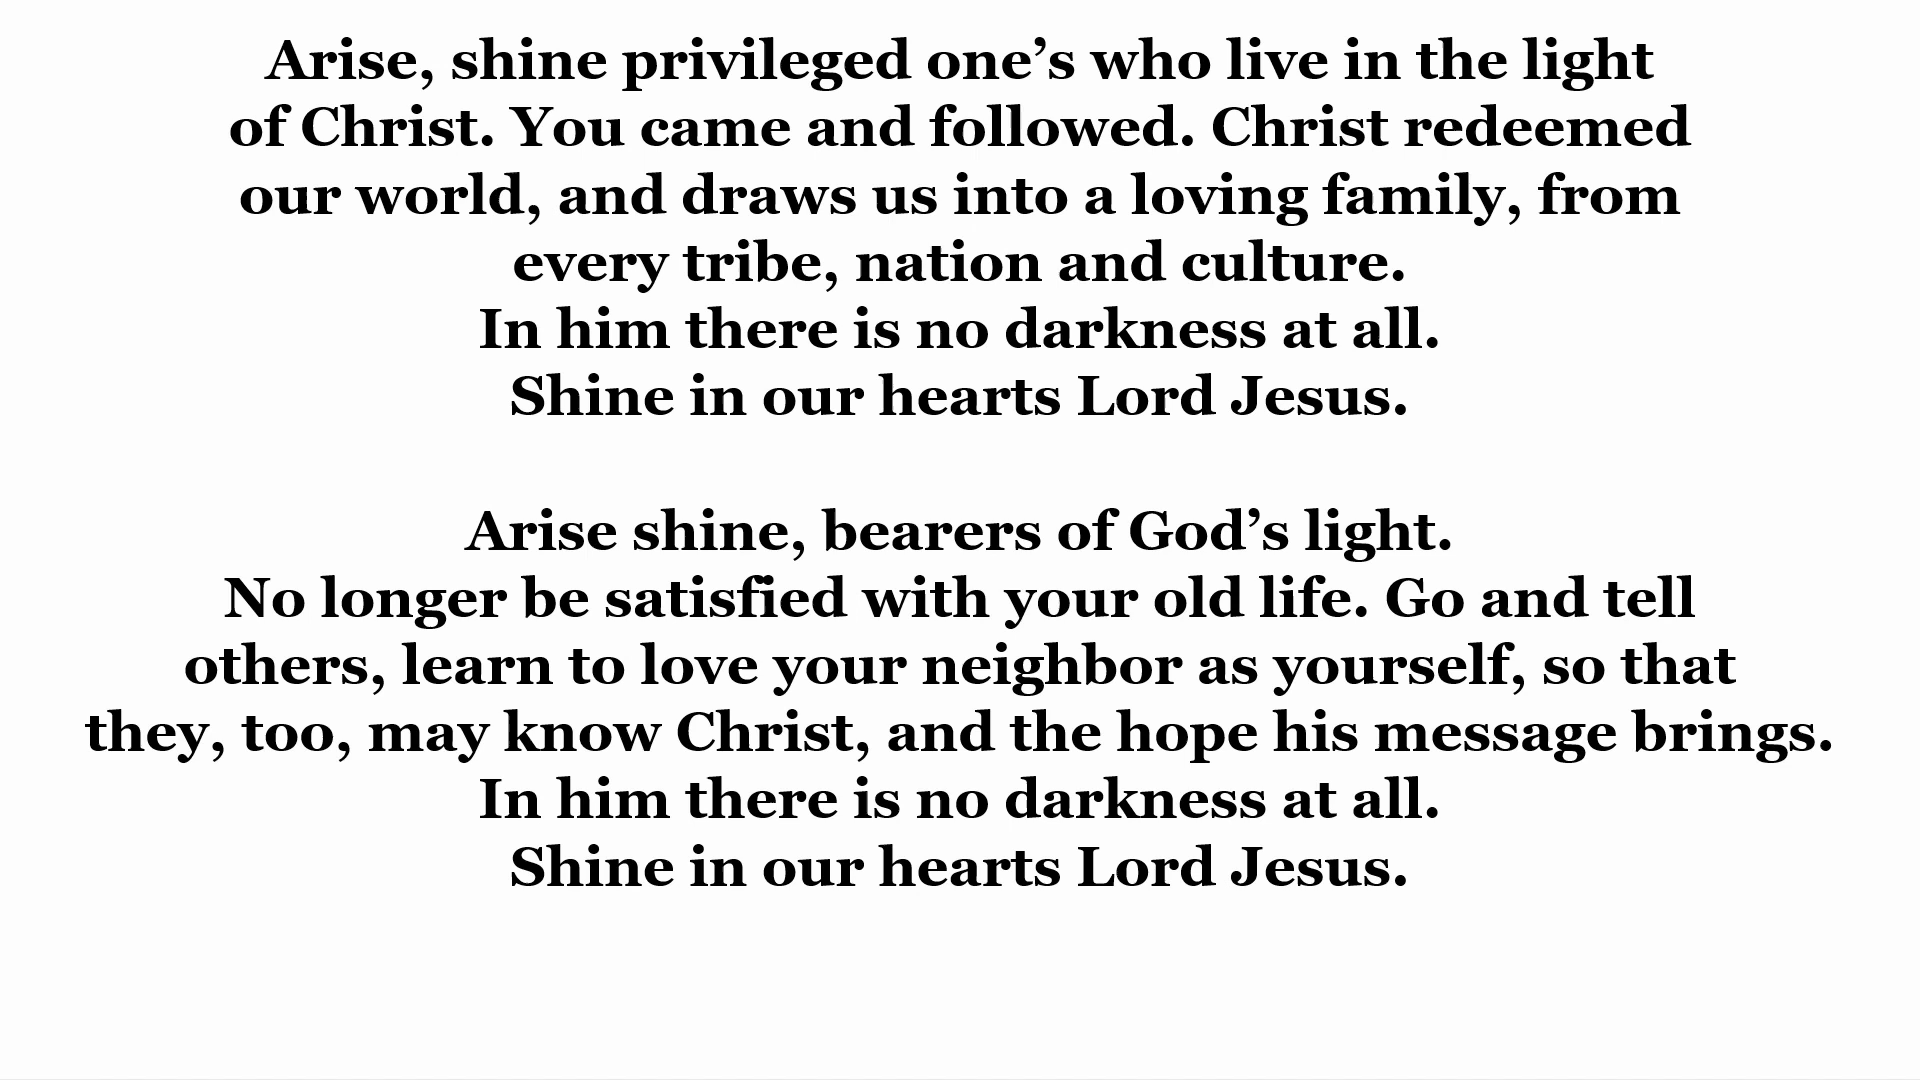 Arise, shine privileged one’s who live in the light
of Christ. You came and followed. Christ redeemed
our world, and draws us into a loving family, from
every tribe, nation and culture.
In him there is no darkness at all.
Shine in our hearts Lord Jesus.
Arise shine, bearers of God’s light.
No longer be satisfied with your old life. Go and tell
others, learn to love your neighbor as yourself, so that
they, too, may know Christ, and the hope his message brings.
In him there is no darkness at all.
Shine in our hearts Lord Jesus.